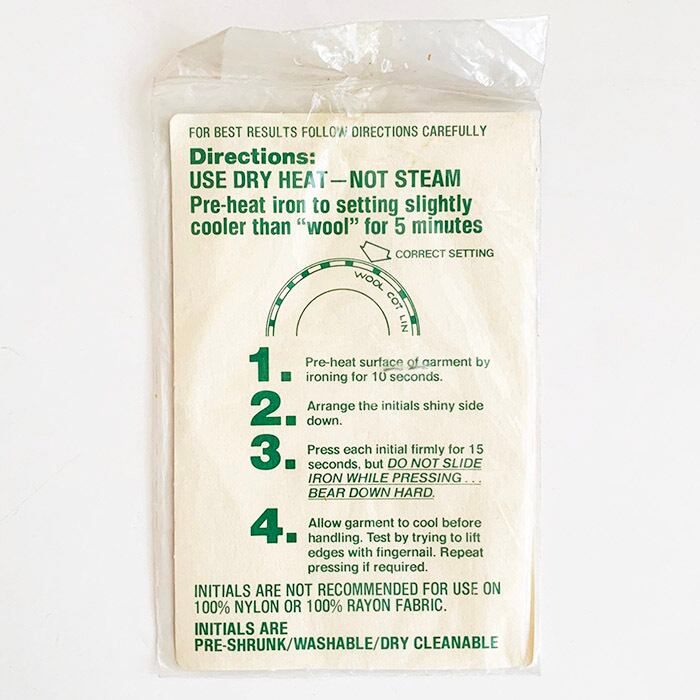 FOR BEST RESULTS FOLLOW DIRECTIONS CAREFULLY
Directions:
USE DRY HEAT—NOT STEAM
Pre-heat iron to setting slightly
cooler than “wool” for 5 minutes
CORRECT SETTING
WOOL COT LIN
1. Pre-heat surface of garment by
ironing for 10 seconds.
2. Arrange the initials shiny side
down.
3. Press each initial firmly for 15
seconds, but DO NOT SLIDE
IRON WHILE PRESSING . . .
BEAR DOWN HARD.
4. Allow garment to cool before
handling. Test by trying to lift
edges with fingernail. Repeat
pressing if required.
INITIALS ARE NOT RECOMMENDED FOR USE ON
100% NYLON OR 100% RAYON FABRIC.
INITIALS ARE
PRE-SHRUNK/WASHABLE/DRY CLEANABLE